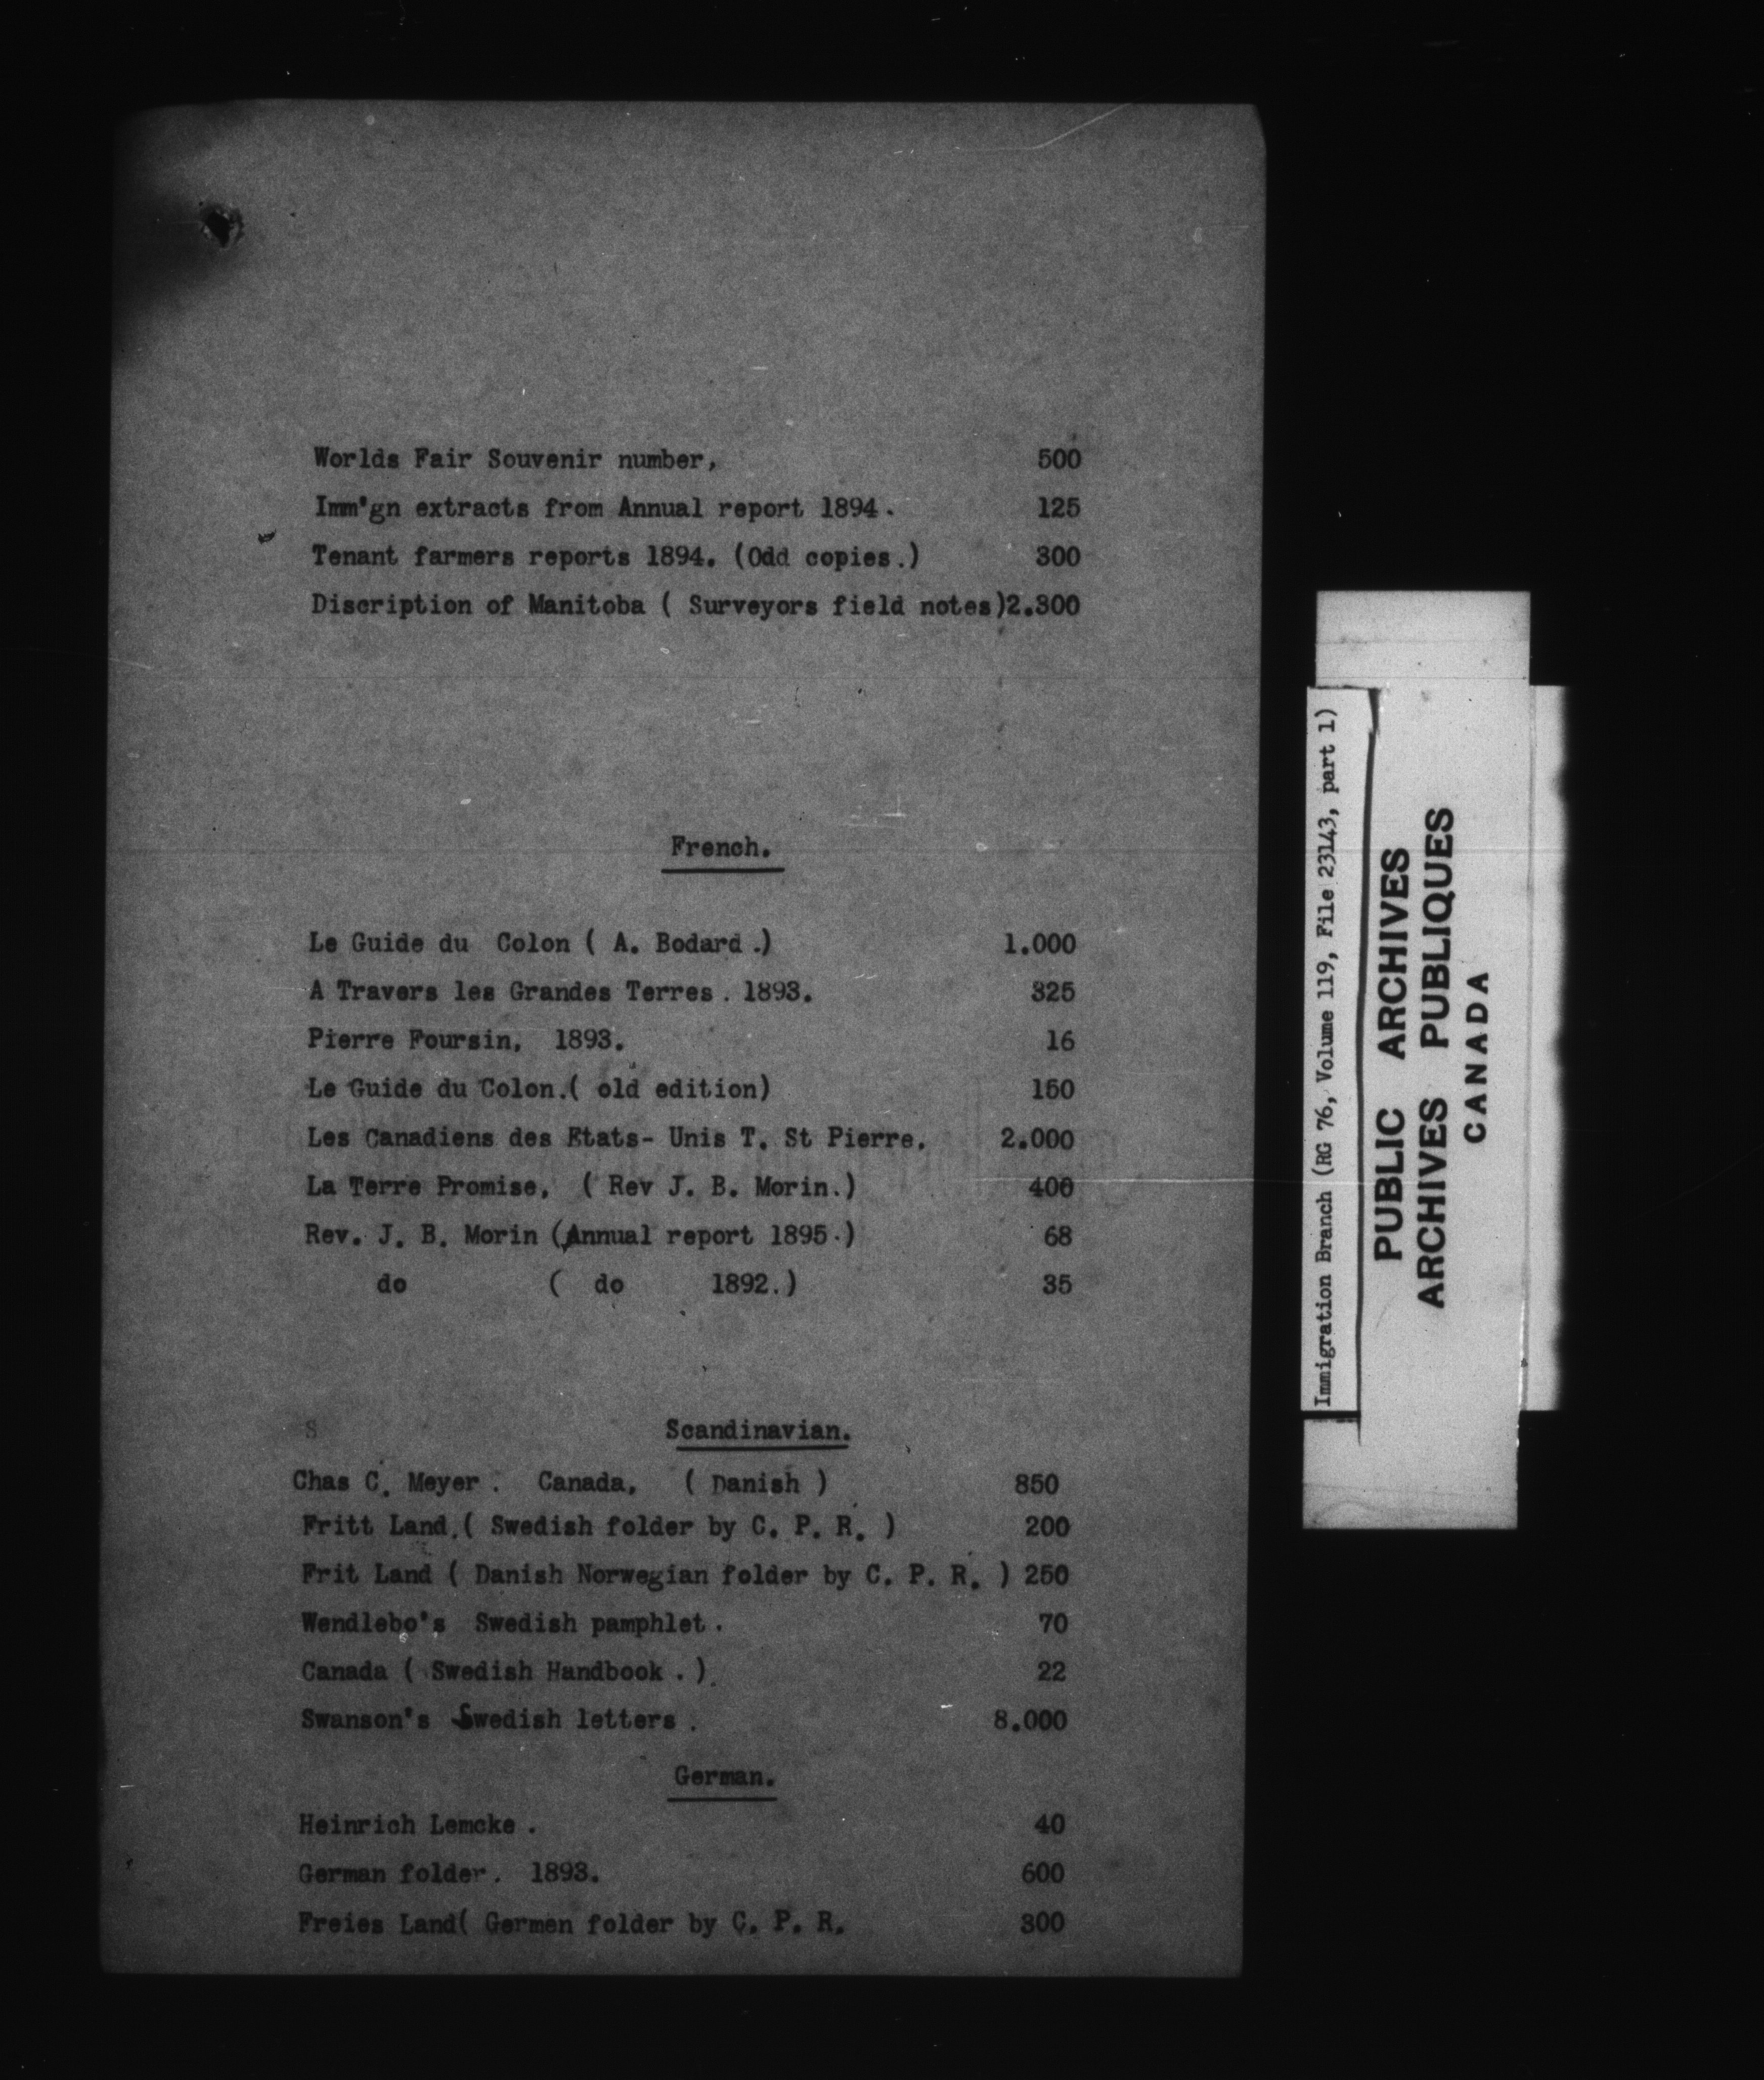 Worlds Fair Souvenir number, 500
Imm'gn extracts from Annual report 1894. 125
Tenant farmers reports 1894. (Odd copies.) 300
Discription of Manitoba ( Surveyors field notes)2.300
French.
Le Guide du Colon ( A. Bodard.) 1.000
A Travers les Grandes Terres. 1893. 325
Pierre Foursin, 1893. 16
Le Guide du Colon.( old edition) 150
Les Canadiens des Etats- Unis T. St Pierre. 2.000
La Terre Promise, ( Rev J. B. Morin.) 400
Rev. J. B. Morin (Annual report 1895.) 68
do ( do 1892.) 35
S Scandinavian.
Chas C. Meyer. Canada, ( Danish ) 850
Fritt Land.( Swedish folder by C. P. R. ) 200
Frit Land ( Danish Norwegian folder by C. P. R. ) 250
Wendlebo's Swedish pamphlet. 70
Canada ( Swedish Handbook. ) 22
Swanson's Swedish letters. 8.000
German.
Heinrich Lemcke. 40
German folder. 1893. 600
Freies Land( Germen folder by C. P. R. 300
Immigration Branch (RG 76, Volume 119, File 23143, part 1)
PUBLIC ARCHIVES
ARCHIVES PUBLIQUES
CANADA